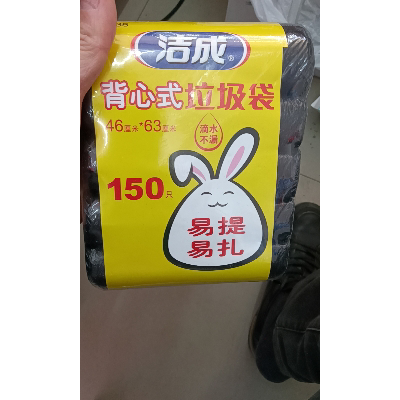 洁成®
背心式垃圾袋
46厘米*63厘米
滴水
不漏
150只
易提
易扎